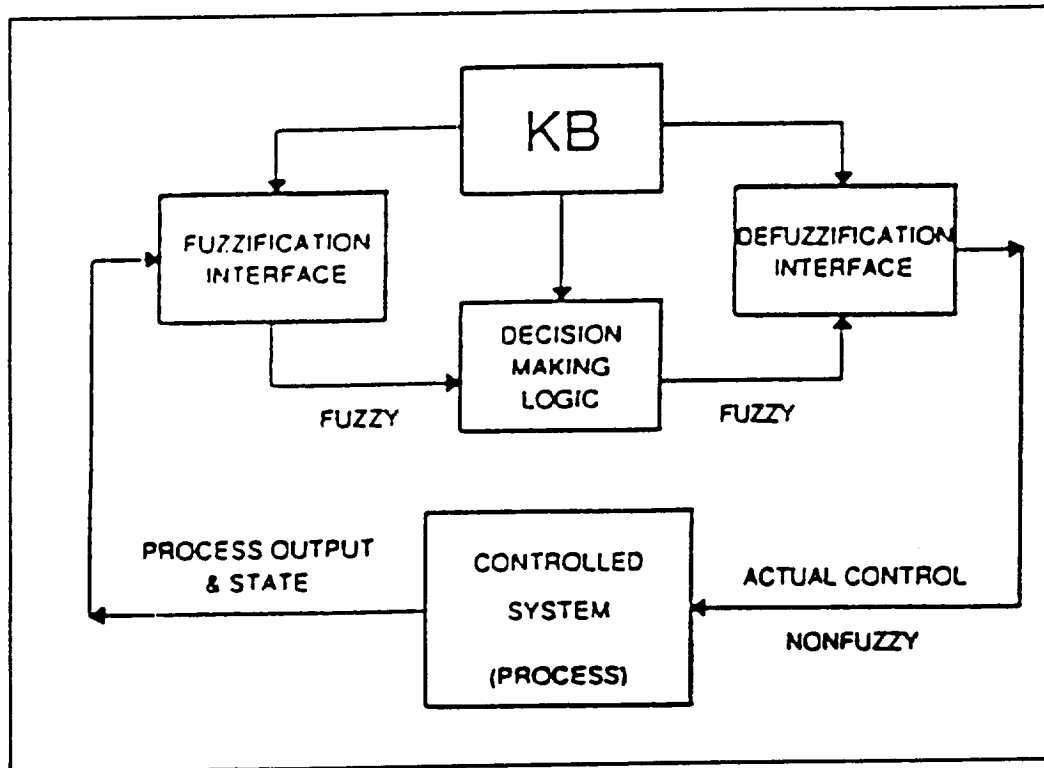 KB
FUZZIFICATION
INTERFACE
DEFUZZIFICATION
INTERFACE
DECISION
MAKING
LOGIC
FUZZY
FUZZY
PROCESS OUTPUT
& STATE
CONTROLLED
SYSTEM
(PROCESS)
ACTUAL CONTROL
NONFUZZY